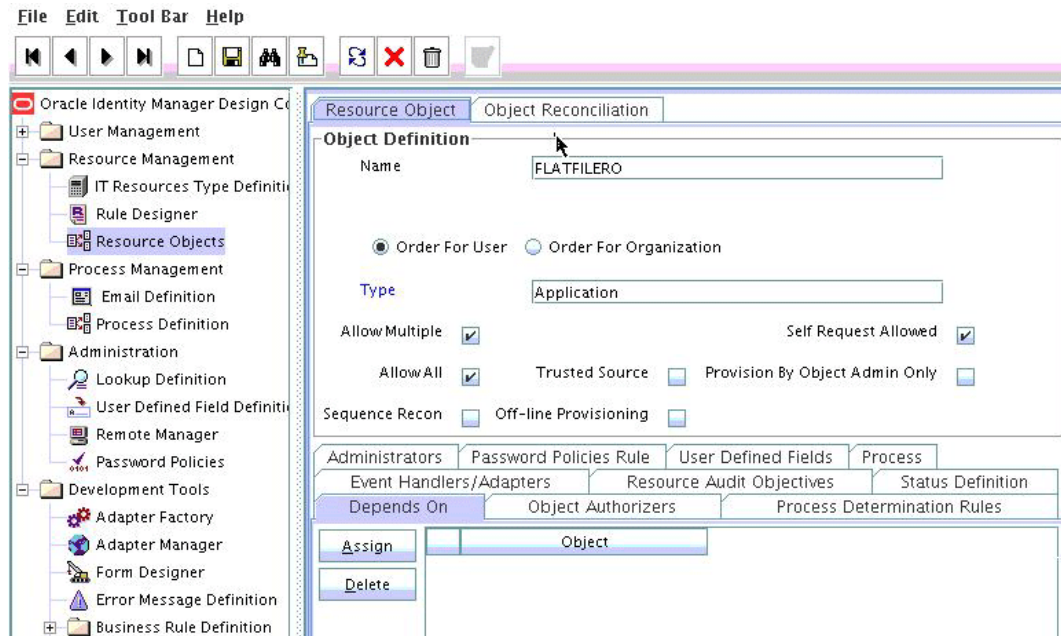 File Edit Tool Bar Help
Oracle Identity Manager Design Co
User Management
Resource Management
IT Resources Type Definiti
Rule Designer
Resource Objects
Process Management
Email Definition
Process Definition
Administration
Lookup Definition
User Defined Field Definiti
Remote Manager
Password Policies
Development Tools
Adapter Factory
Adapter Manager
Form Designer
Error Message Definition
Business Rule Definition
Resource Object Object Reconciliation
Object Definition
Name FLATFILERO
Order For User Order For Organization
Type Application
Allow Multiple Self Request Allowed
Allow All Trusted Source Provision By Object Admin Only
Sequence Recon Off-line Provisioning
Administrators Password Policies Rule User Defined Fields Process
Event Handlers/Adapters Resource Audit Objectives Status Definition
Depends On Object Authorizers Process Determination Rules
Assign Object
Delete